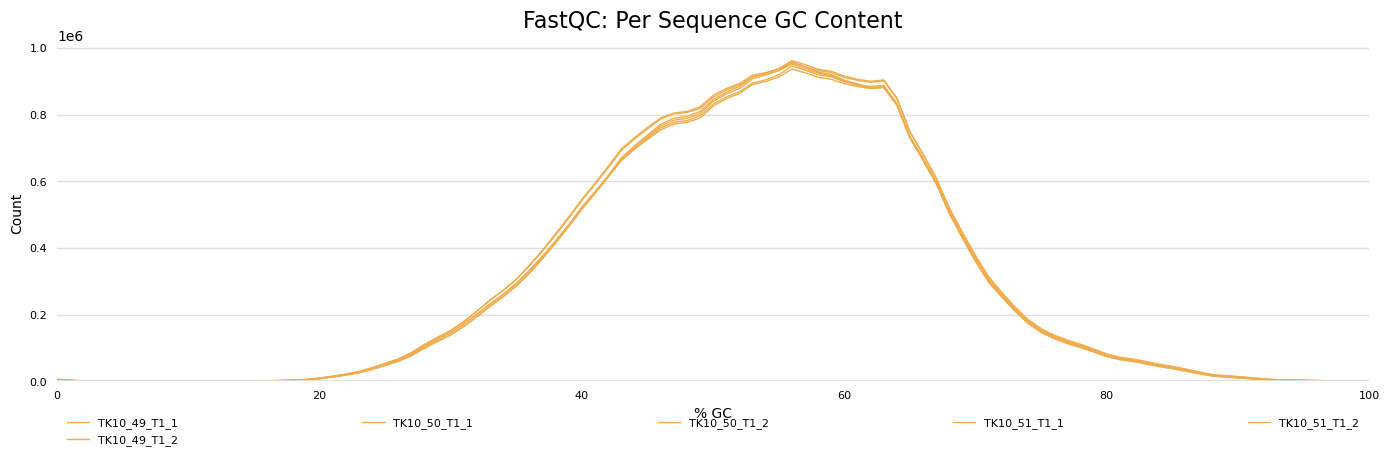 FastQC: Per Sequence GC Content
1e6
1.0
0.8
0.6
0.4
0.2
0.0
Count
0 20 40 60 80 100
% GC
TK10_49_T1_1 TK10_50_T1_1 TK10_50_T1_2 TK10_51_T1_1 TK10_51_T1_2
TK10_49_T1_2